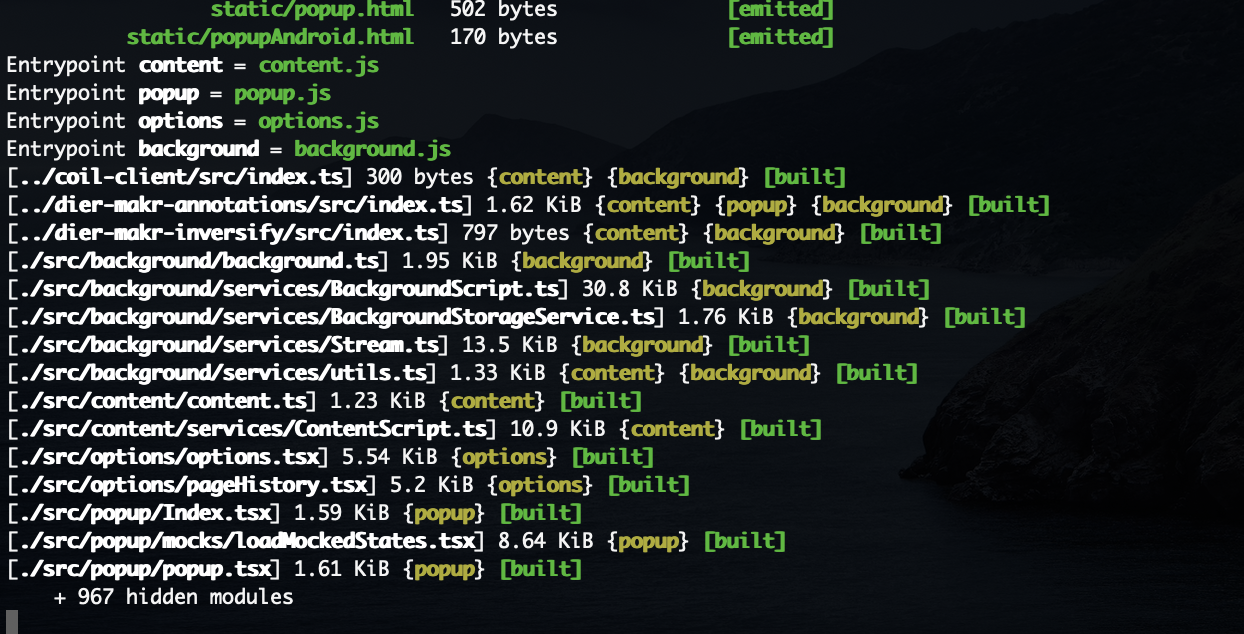 static/popup.html 502 bytes [emitted]
static/popupAndroid.html 170 bytes [emitted]
Entrypoint content = content.js
Entrypoint popup = popup.js
Entrypoint options = options.js
Entrypoint background = background.js
[../coil-client/src/index.ts] 300 bytes {content} {background} [built]
[../dier-makr-annotations/src/index.ts] 1.62 KiB {content} {popup} {background} [built]
[../dier-makr-inversify/src/index.ts] 797 bytes {content} {background} [built]
[./src/background/background.ts] 1.95 KiB {background} [built]
[./src/background/services/BackgroundScript.ts] 30.8 KiB {background} [built]
[./src/background/services/BackgroundStorageService.ts] 1.76 KiB {background} [built]
[./src/background/services/Stream.ts] 13.5 KiB {background} [built]
[./src/background/services/utils.ts] 1.33 KiB {content} {background} [built]
[./src/content/content.ts] 1.23 KiB {content} [built]
[./src/content/services/ContentScript.ts] 10.9 KiB {content} [built]
[./src/options/options.tsx] 5.54 KiB {options} [built]
[./src/options/pageHistory.tsx] 5.2 KiB {options} [built]
[./src/popup/Index.tsx] 1.59 KiB {popup} [built]
[./src/popup/mocks/loadMockedStates.tsx] 8.64 KiB {popup} [built]
[./src/popup/popup.tsx] 1.61 KiB {popup} [built]
+ 967 hidden modules